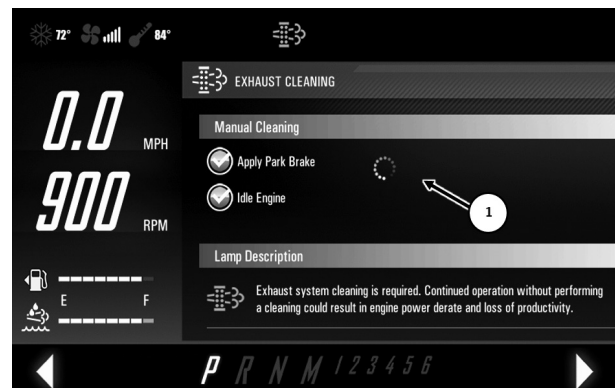 72° 84°
EXHAUST CLEANING
0.0 MPH
900 RPM
E F
Manual Cleaning
Apply Park Brake
Idle Engine
1
Lamp Description
Exhaust system cleaning is required. Continued operation without performing
a cleaning could result in engine power derate and loss of productivity.
P R N M 1 2 3 4 5 6